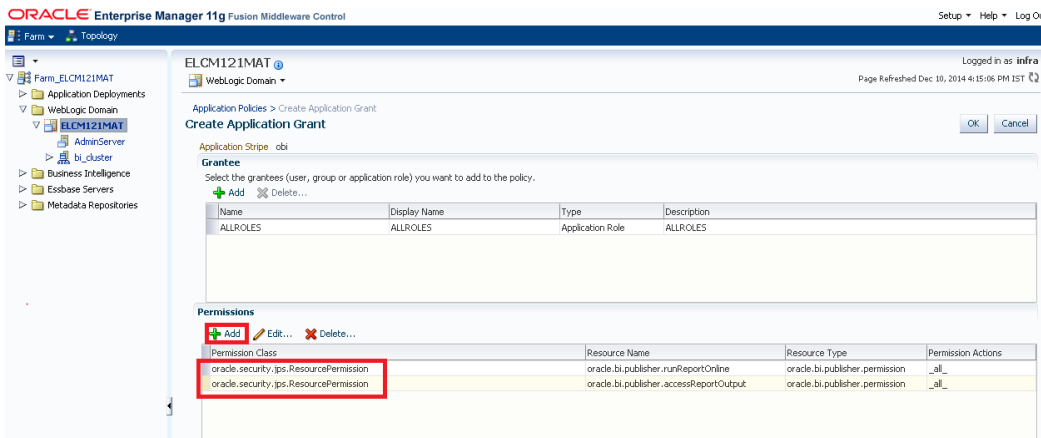 ORACLE Enterprise Manager 11g Fusion Middleware Control
Setup Help Log Ou
Farm Topology
ELCM121MAT
Logged in as infra
WebLogic Domain
Page Refreshed Dec 10, 2014 4:15:06 PM IST
Farm_ELCM121MAT
Application Deployments
WebLogic Domain
ELCM121MAT
AdminServer
bi_cluster
Business Intelligence
Essbase Servers
Metadata Repositories
Application Policies > Create Application Grant
Create Application Grant
OK Cancel
Application Stripe obi
Grantee
Select the grantees (user, group or application role) you want to add to the policy.
Add Delete...
Name Display Name Type Description
ALLROLES ALLROLES Application Role ALLROLES
Permissions
Add Edit... Delete...
Permission Class Resource Name Resource Type Permission Actions
oracle.security.jps.ResourcePermission oracle.bi.publisher.runReportOnline oracle.bi.publisher.permission _all_
oracle.security.jps.ResourcePermission oracle.bi.publisher.accessReportOutput oracle.bi.publisher.permission _all_